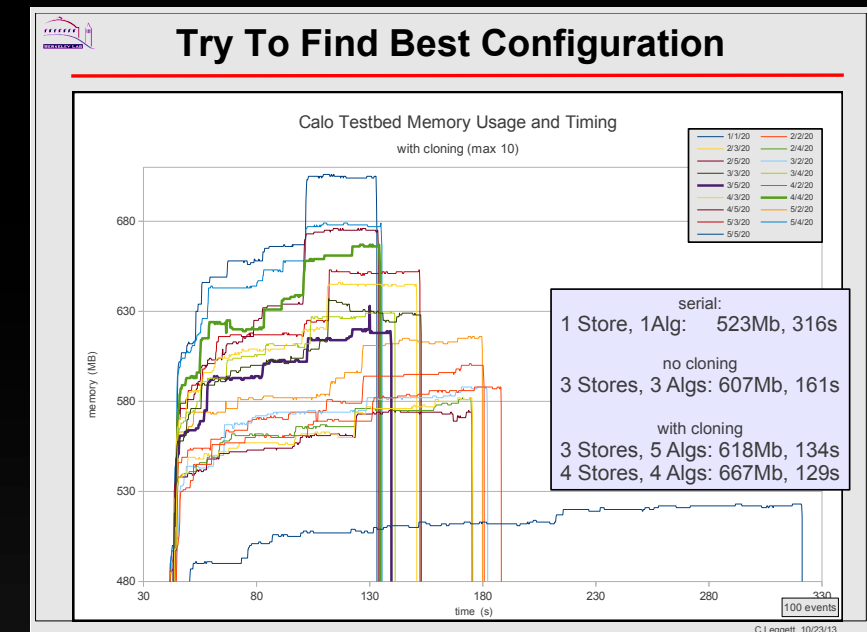 BERKELEY LAB
Try To Find Best Configuration
Calo Testbed Memory Usage and Timing
with cloning (max 10)
1/1/20 2/2/20
2/3/20 2/4/20
2/5/20 3/2/20
3/3/20 3/4/20
3/5/20 4/2/20
4/3/20 4/4/20
4/5/20 5/2/20
5/3/20 5/4/20
5/5/20
680
630
580
530
480
memory (MB)
serial:
1 Store, 1Alg: 523Mb, 316s
no cloning
3 Stores, 3 Algs: 607Mb, 161s
with cloning
3 Stores, 5 Algs: 618Mb, 134s
4 Stores, 4 Algs: 667Mb, 129s
30 80 130 180 230 280 330
time (s)
100 events
C.Leggett 10/23/13